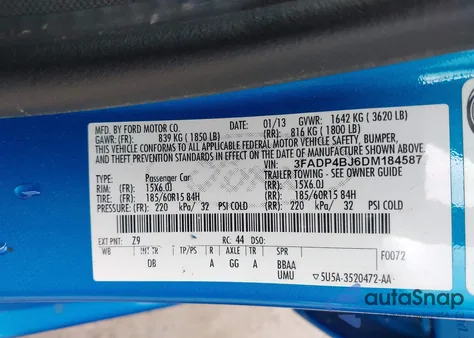 MFD. BY FORD MOTOR CO. DATE: 01/13 GVWR: 1642 KG ( 3620 LB)
GAWR: (FR): 839 KG ( 1850 LB) (RR): 816 KG ( 1800 LB)
THIS VEHICLE CONFORMS TO ALL APPLICABLE FEDERAL MOTOR VEHICLE SAFETY, BUMPER,
AND THEFT PREVENTION STANDARDS IN EFFECT ON THE DATE OF MANUFACTURE SHOWN ABOVE.
VIN: 3FADP4BJ6DM184587
TYPE: Passenger Car TRAILER TOWING - SEE OWNER GUIDE
RIM: (FR): 15X6.0J (RR): 15X6.0J
TIRE: (FR): 185/60R15 84H (RR): 185/60R15 84H
PRESSURE: (FR): 220 kPa/ 32 PSI COLD (RR): 220 kPa/ 32 PSI COLD
EXT PNT: Z9 RC: 44 DSO: F0072
WB INT TR TP/PS R AXLE TR SPR
DB A GG A BBAA
UMU 5U5A-3520472-AA
autoSnap